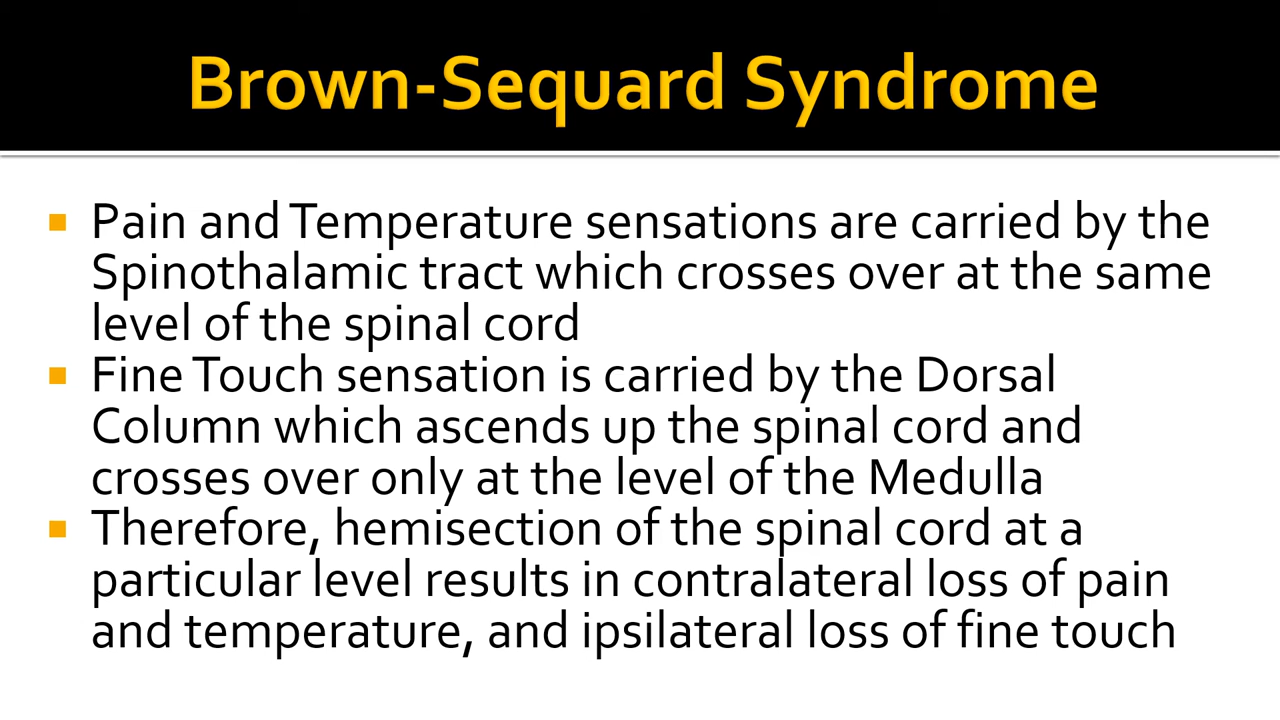 Brown-Sequard Syndrome
Pain and Temperature sensations are carried by the
Spinothalamic tract which crosses over at the same
level of the spinal cord
Fine Touch sensation is carried by the Dorsal
Column which ascends up the spinal cord and
crosses over only at the level of the Medulla
Therefore, hemisection of the spinal cord at a
particular level results in contralateral loss of pain
and temperature, and ipsilateral loss of fine touch